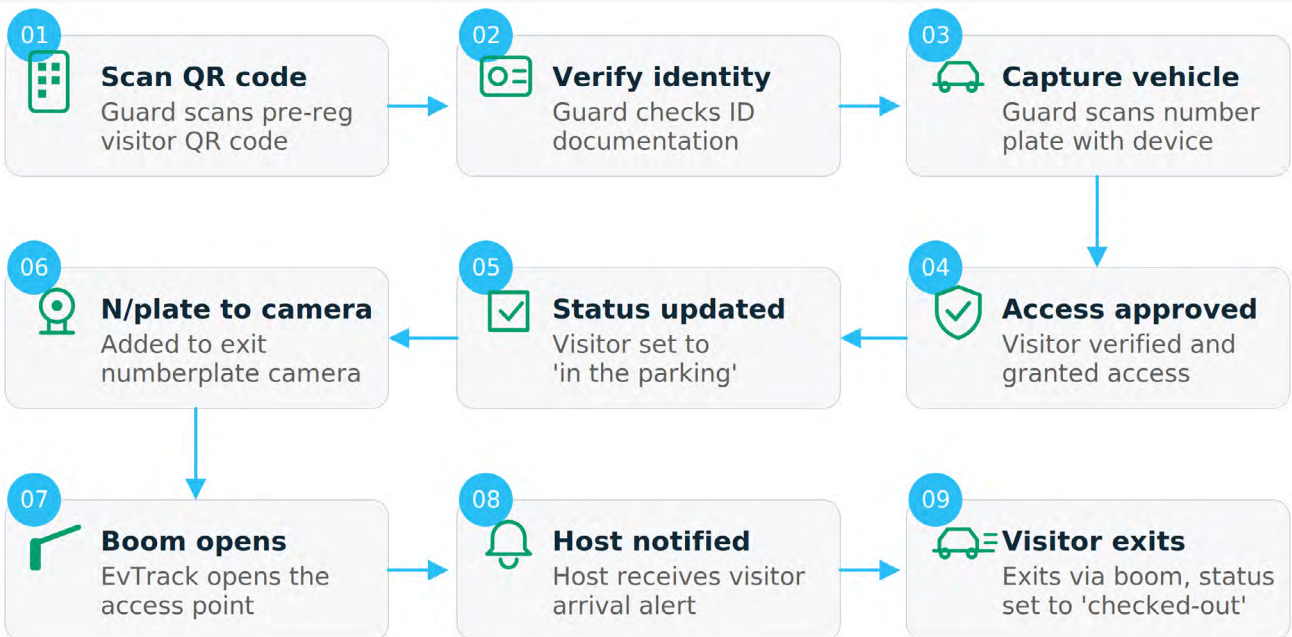 01
Scan QR code
Guard scans pre-reg
visitor QR code
02
Verify identity
Guard checks ID
documentation
03
Capture vehicle
Guard scans number
plate with device
04
Access approved
Visitor verified and
granted access
05
Status updated
Visitor set to
'in the parking'
06
N/plate to camera
Added to exit
numberplate camera
07
Boom opens
EvTrack opens the
access point
08
Host notified
Host receives visitor
arrival alert
09
Visitor exits
Exits via boom, status
set to 'checked-out'